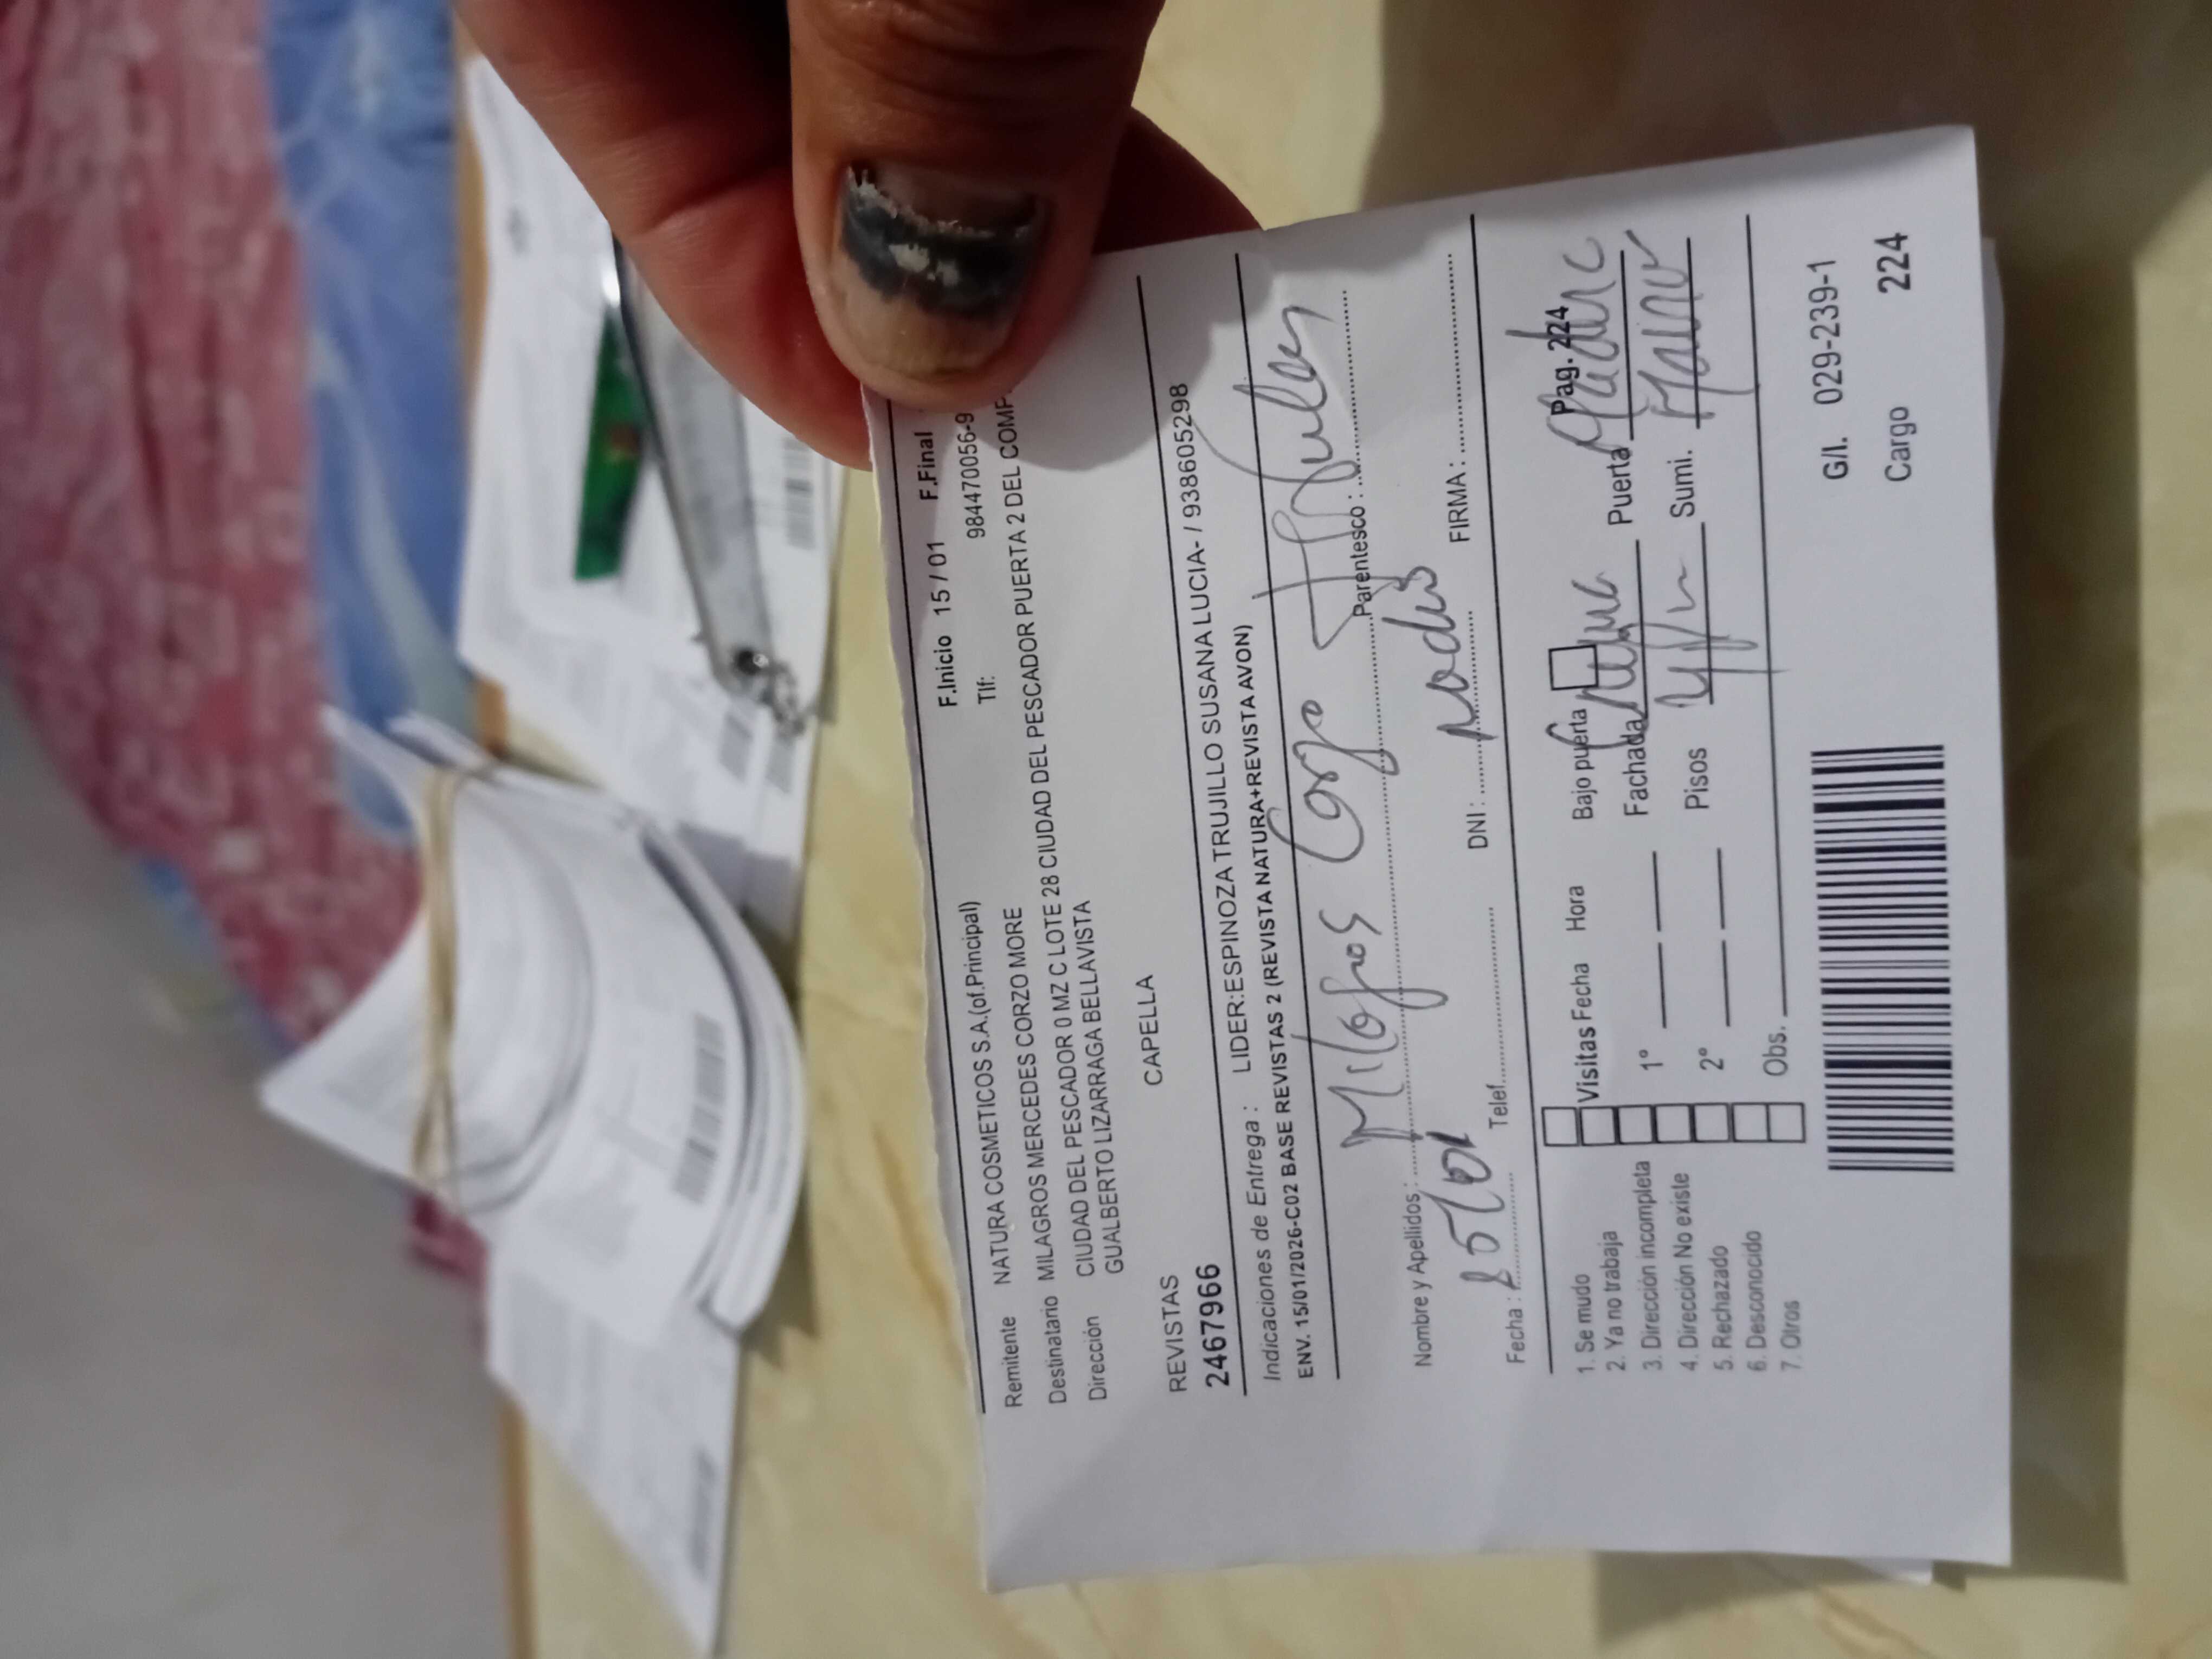 F.Inicio 15 / 01 F.Final
Remitente NATURA COSMETICOS S.A.(of.Principal) Tlf: 984470056-9
Destinatario MILAGROS MERCEDES CORZO MORE
Dirección CIUDAD DEL PESCADOR 0 MZ C LOTE 28 CIUDAD DEL PESCADOR PUERTA 2 DEL COMP
GUALBERTO LIZARRAGA BELLAVISTA
REVISTAS CAPELLA
2467966
Indicaciones de Entrega : LIDER:ESPINOZA TRUJILLO SUSANA LUCIA- / 938605298
ENV. 15/01/2026-C02 BASE REVISTAS 2 (REVISTA NATURA+REVISTA AVON)
Nombre y Apellidos : Milagros Corzo Parentesco :
Fecha : Telef. DNI : FIRMA :
Pag. 224
1. Se mudo Visitas Fecha Hora Bajo puerta
2. Ya no trabaja 1° Fachada Puerta
3. Dirección incompleta
4. Dirección No existe 2° Pisos Sumi.
5. Rechazado
6. Desconocido Obs.
7. Otros
G/I. 029-239-1
Cargo 224